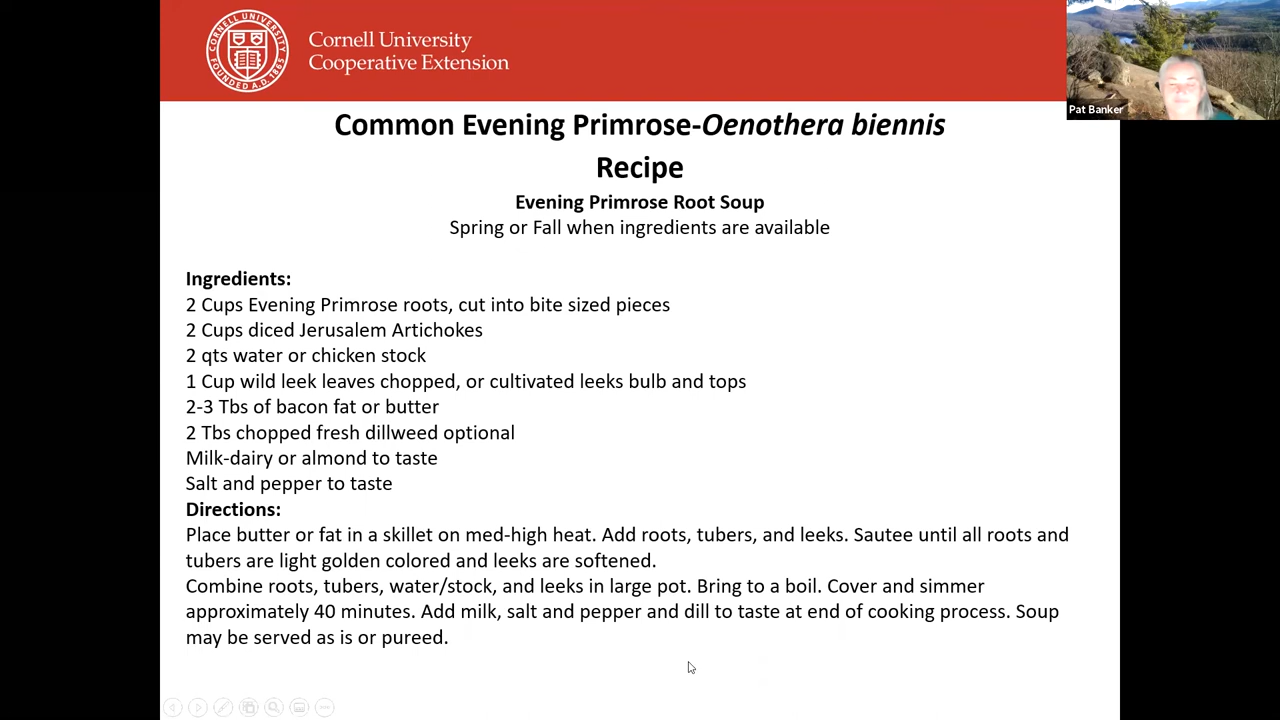 CORNELL UNIVERSITY
FOUNDED A.D. 1865
Cornell University
Cooperative Extension
Pat Banker
Common Evening Primrose-Oenothera biennis
Recipe
Evening Primrose Root Soup
Spring or Fall when ingredients are available
Ingredients:
2 Cups Evening Primrose roots, cut into bite sized pieces
2 Cups diced Jerusalem Artichokes
2 qts water or chicken stock
1 Cup wild leek leaves chopped, or cultivated leeks bulb and tops
2-3 Tbs of bacon fat or butter
2 Tbs chopped fresh dillweed optional
Milk-dairy or almond to taste
Salt and pepper to taste
Directions:
Place butter or fat in a skillet on med-high heat. Add roots, tubers, and leeks. Sautee until all roots and
tubers are light golden colored and leeks are softened.
Combine roots, tubers, water/stock, and leeks in large pot. Bring to a boil. Cover and simmer
approximately 40 minutes. Add milk, salt and pepper and dill to taste at end of cooking process. Soup
may be served as is or pureed.